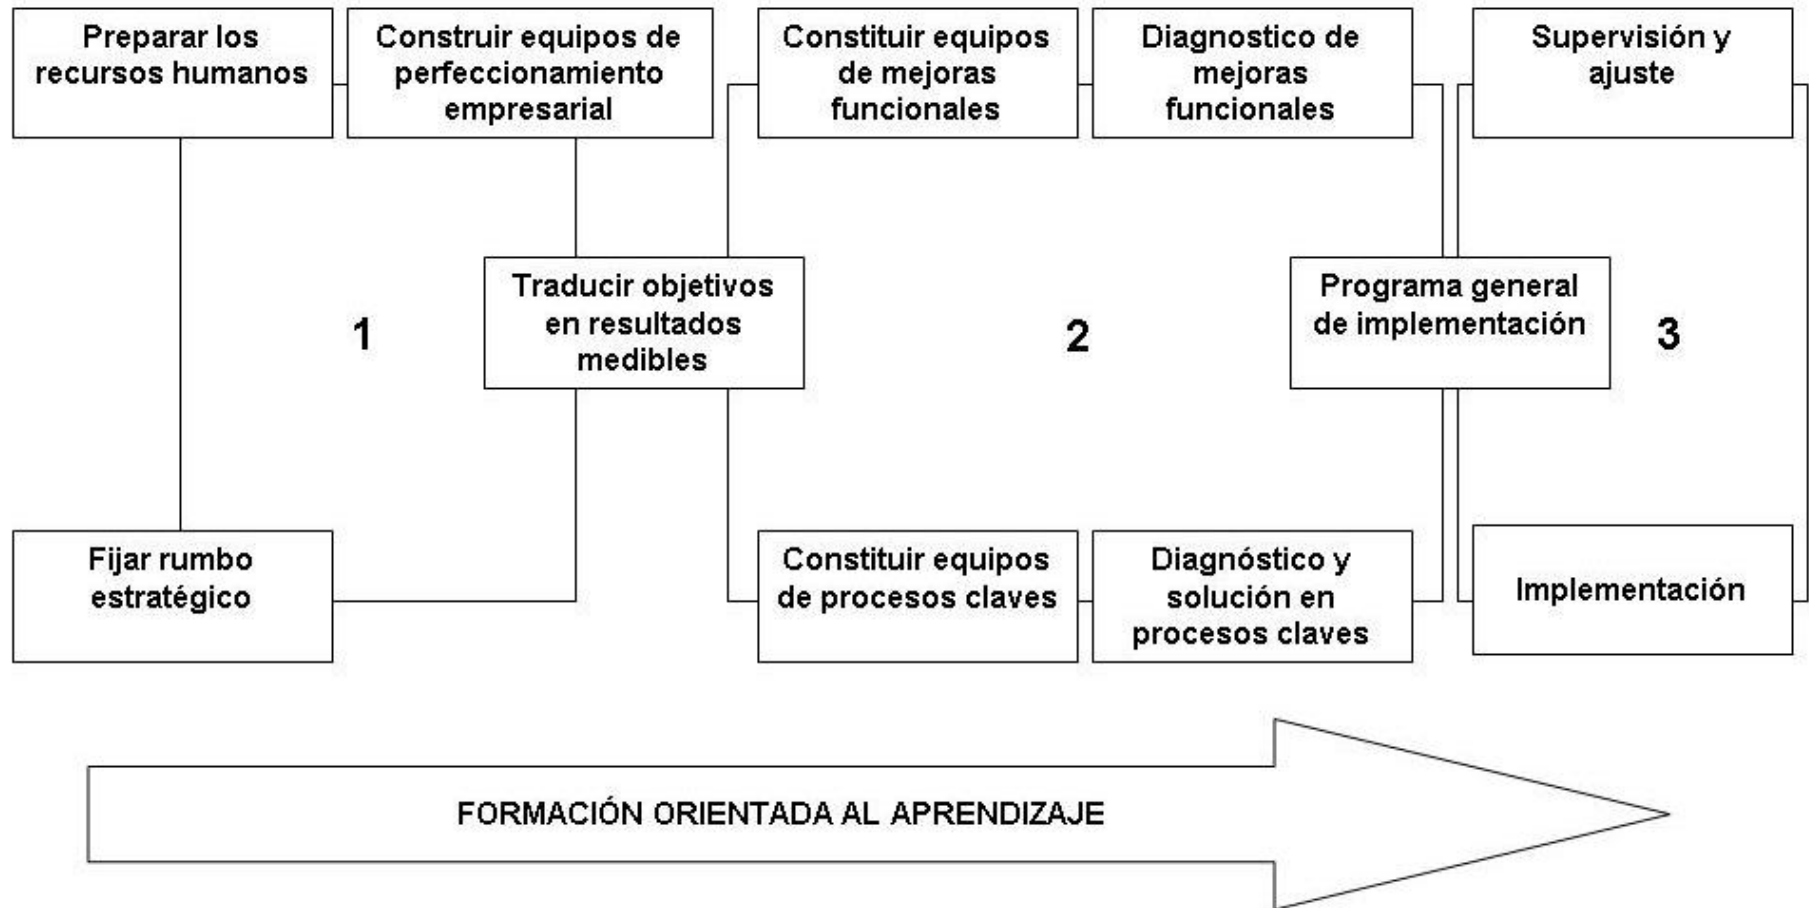 Preparar los
recursos humanos
Construir equipos de
perfeccionamiento
empresarial
Constituir equipos
de mejoras
funcionales
Diagnostico de
mejoras
funcionales
Supervisión y
ajuste
1
Traducir objetivos
en resultados
medibles
2
Programa general
de implementación
3
Fijar rumbo
estratégico
Constituir equipos
de procesos claves
Diagnóstico y
solución en
procesos claves
Implementación
FORMACIÓN ORIENTADA AL APRENDIZAJE